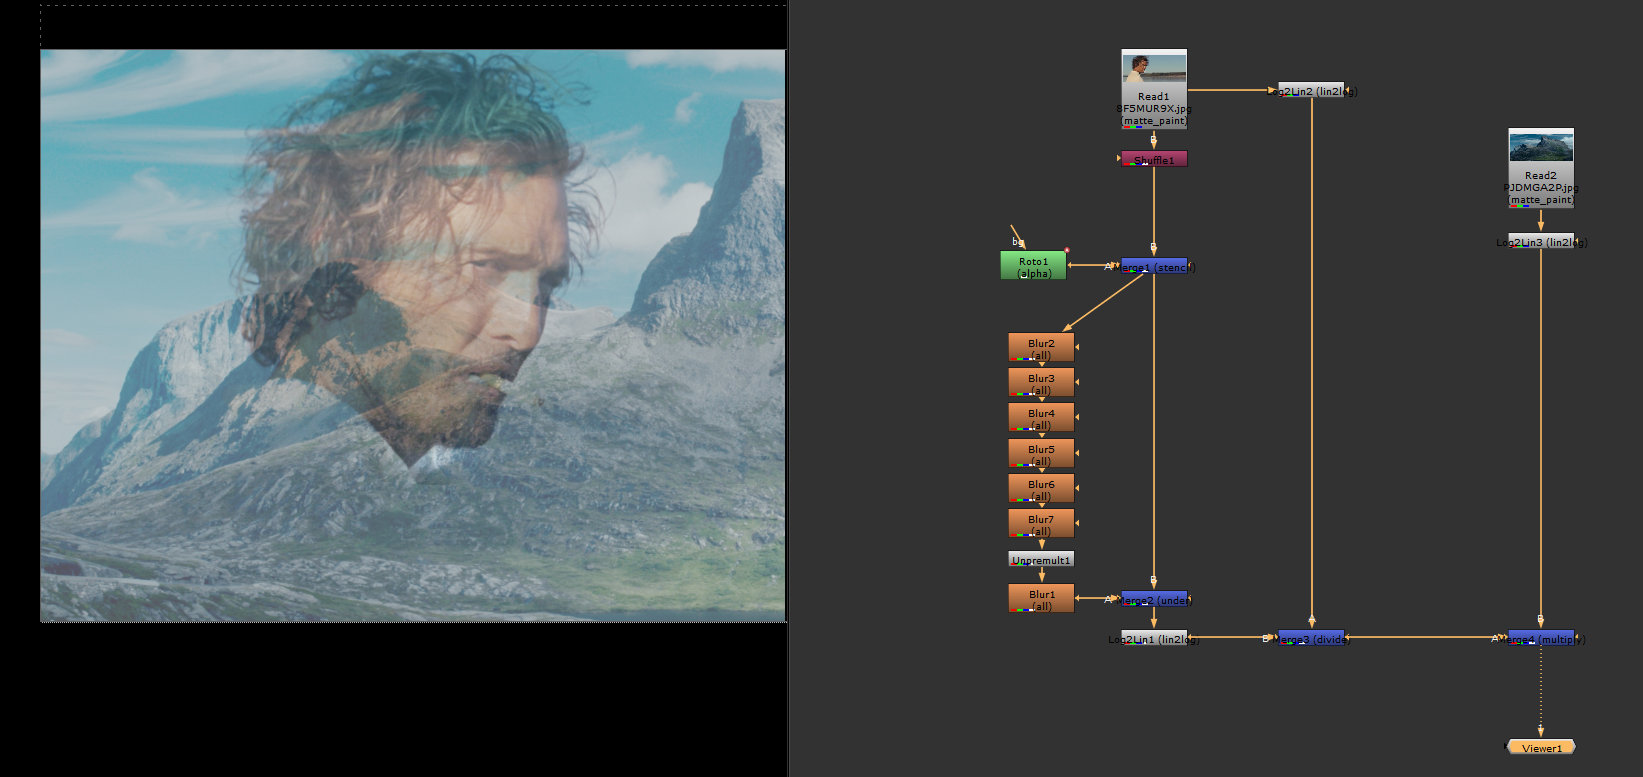 Read1
8F5MUR9X.jpg
(matte_paint)
Log2Lin2 (lin2log)
B
Shuffle1
Read2
PJDMGA2P.jpg
(matte_paint)
Log2Lin3 (lin2log)
bg
B
Roto1
(alpha)
A
Merge1 (stencil)
Blur2
(all)
Blur3
(all)
Blur4
(all)
Blur5
(all)
Blur6
(all)
Blur7
(all)
Unpremult1
Blur1
(all)
B
A
Merge2 (under)
Log2Lin1 (lin2log)
A
B
Merge3 (divide)
B
A
Merge4 (multiply)
Viewer1